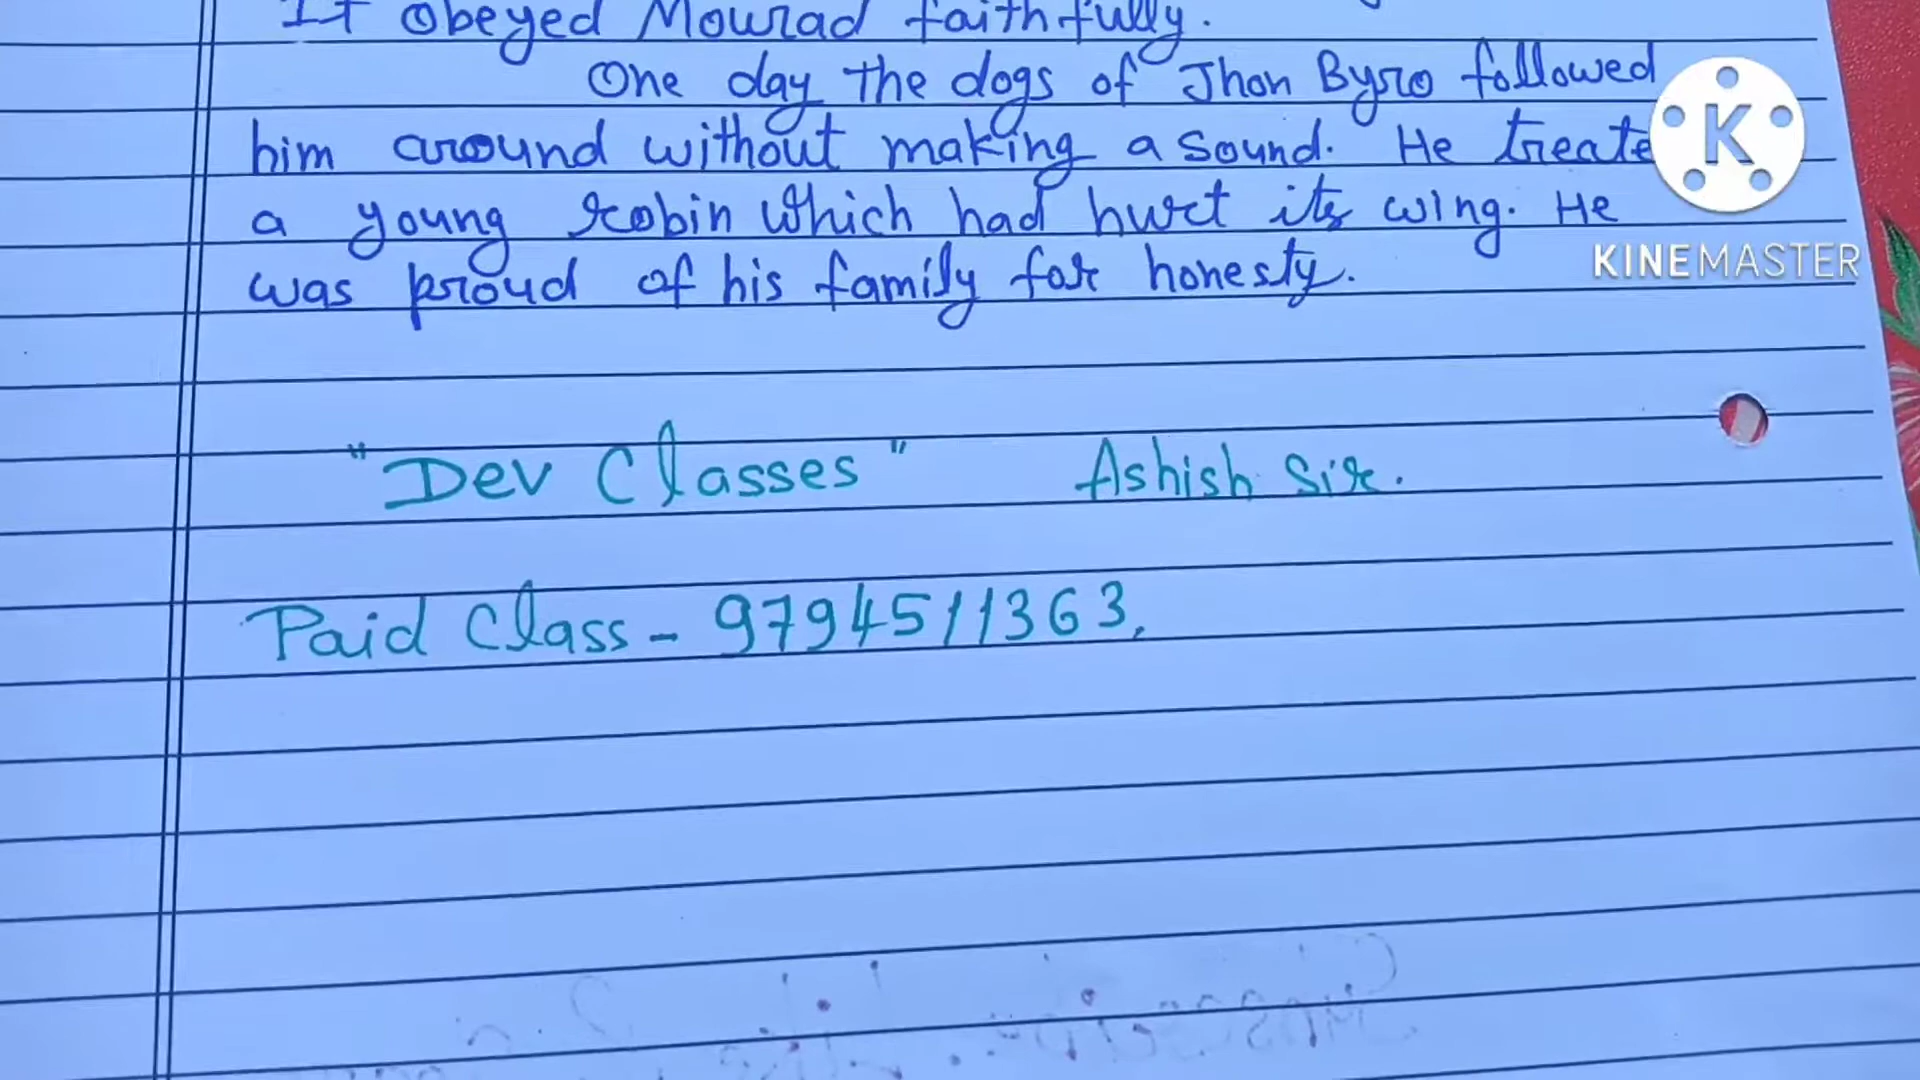 It obeyed Mourad faithfully.
One day the dogs of Jhon Byro followed
him around without making a sound. He treate
a young robin which had hurt its wing. He
was proud of his family for honesty.
K
KINEMASTER
"Dev Classes" Ashish Sir.
Paid Class - 9794511363,